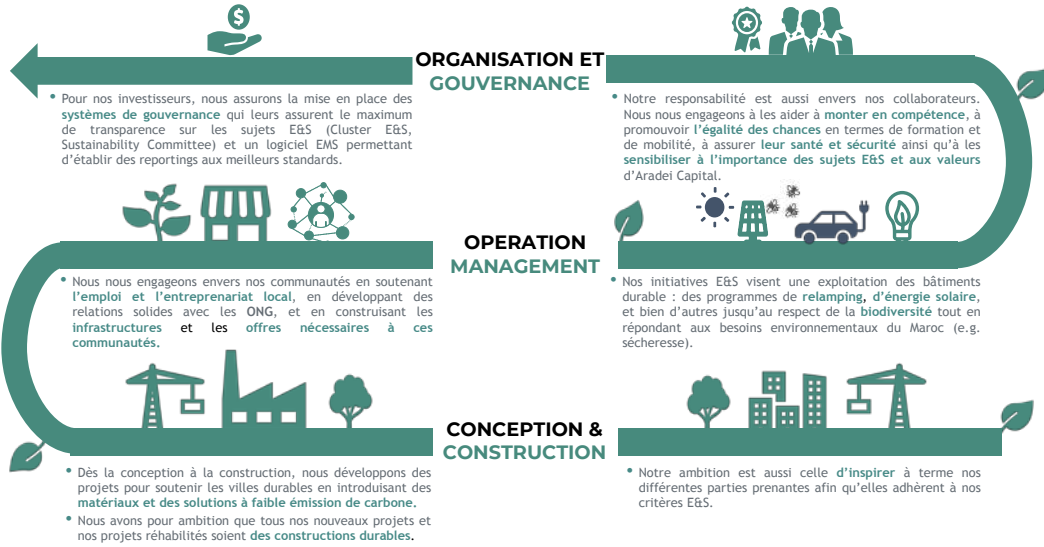 $
ORGANISATION ET
GOUVERNANCE
• Pour nos investisseurs, nous assurons la mise en place des
systèmes de gouvernance qui leurs assurent le maximum
de transparence sur les sujets E&S (Cluster E&S,
Sustainability Committee) et un logiciel EMS permettant
d’établir des reportings aux meilleurs standards.
• Notre responsabilité est aussi envers nos collaborateurs.
Nous nous engageons à les aider à monter en compétence, à
promouvoir l’égalité des chances en termes de formation et
de mobilité, à assurer leur santé et sécurité ainsi qu’à les
sensibiliser à l’importance des sujets E&S et aux valeurs
d’Aradei Capital.
OPERATION
MANAGEMENT
• Nous nous engageons envers nos communautés en soutenant
l’emploi et l’entreprenariat local, en développant des
relations solides avec les ONG, et en construisant les
infrastructures et les offres nécessaires à ces
communautés.
• Nos initiatives E&S visent une exploitation des bâtiments
durable : des programmes de relamping, d’énergie solaire,
et bien d’autres jusqu’au respect de la biodiversité tout en
répondant aux besoins environnementaux du Maroc (e.g.
sécheresse).
CONCEPTION &
CONSTRUCTION
• Dès la conception à la construction, nous développons des
projets pour soutenir les villes durables en introduisant des
matériaux et des solutions à faible émission de carbone.
• Nous avons pour ambition que tous nos nouveaux projets et
nos projets réhabilités soient des constructions durables.
• Notre ambition est aussi celle d’inspirer à terme nos
différentes parties prenantes afin qu’elles adhèrent à nos
critères E&S.